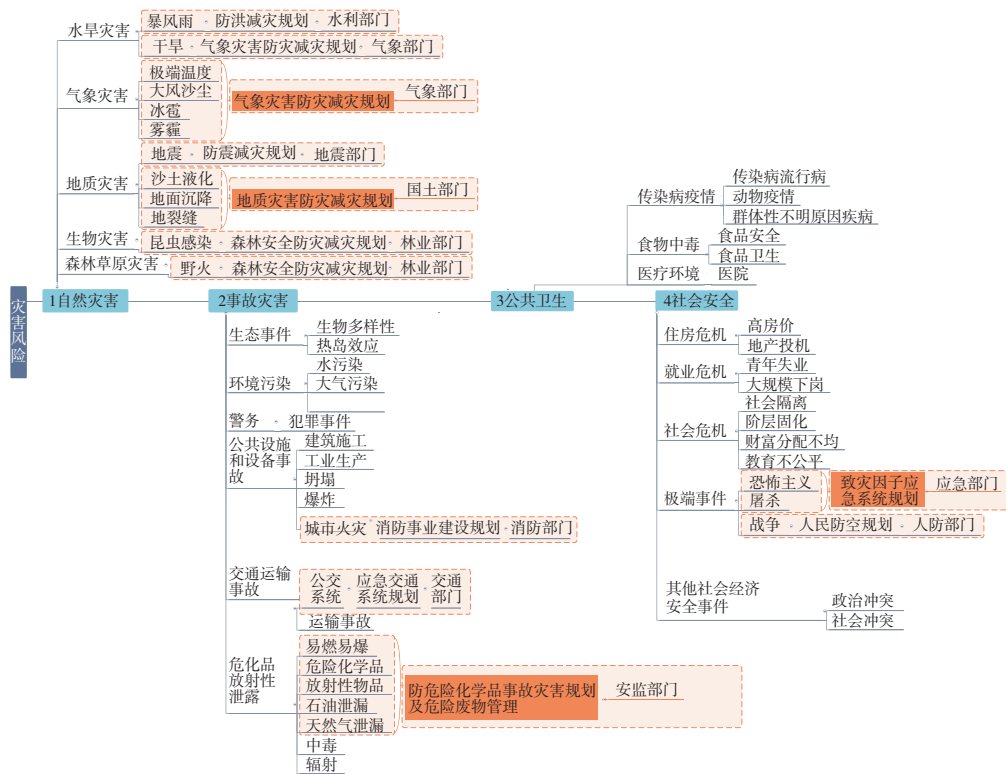 灾害风险
1自然灾害
水旱灾害
暴风雨 防洪减灾规划 水利部门
干旱 气象灾害防灾减灾规划 气象部门
气象灾害
极端温度
大风沙尘
冰雹
雾霾
气象灾害防灾减灾规划
气象部门
地质灾害
地震 防震减灾规划 地震部门
沙土液化
地面沉降
地裂缝
地质灾害防灾减灾规划
国土部门
生物灾害
昆虫感染 森林安全防灾减灾规划 林业部门
森林草原灾害
野火 森林安全防灾减灾规划 林业部门
2事故灾害
生态事件
生物多样性
热岛效应
环境污染
水污染
大气污染
警务 犯罪事件
公共设施
和设备事
故
建筑施工
工业生产
坍塌
爆炸
城市火灾 消防事业建设规划 消防部门
交通运输
事故
公交
系统
应急交通
系统规划
交通
部门
运输事故
危化品
放射性
泄露
易燃易爆
危险化学品
放射性物品
石油泄漏
天然气泄漏
中毒
辐射
防危险化学品事故灾害规划
及危险废物管理
安监部门
3公共卫生
传染病疫情
传染病流行病
动物疫情
群体性不明原因疾病
食物中毒
食品安全
食品卫生
医疗环境 医院
4社会安全
住房危机
高房价
地产投机
就业危机
青年失业
大规模下岗
社会危机
社会隔离
阶层固化
财富分配不均
教育不公平
极端事件
恐怖主义
屠杀
致灾因子应
急系统规划
应急部门
战争 人民防空规划 人防部门
其他社会经济
安全事件
政治冲突
社会冲突